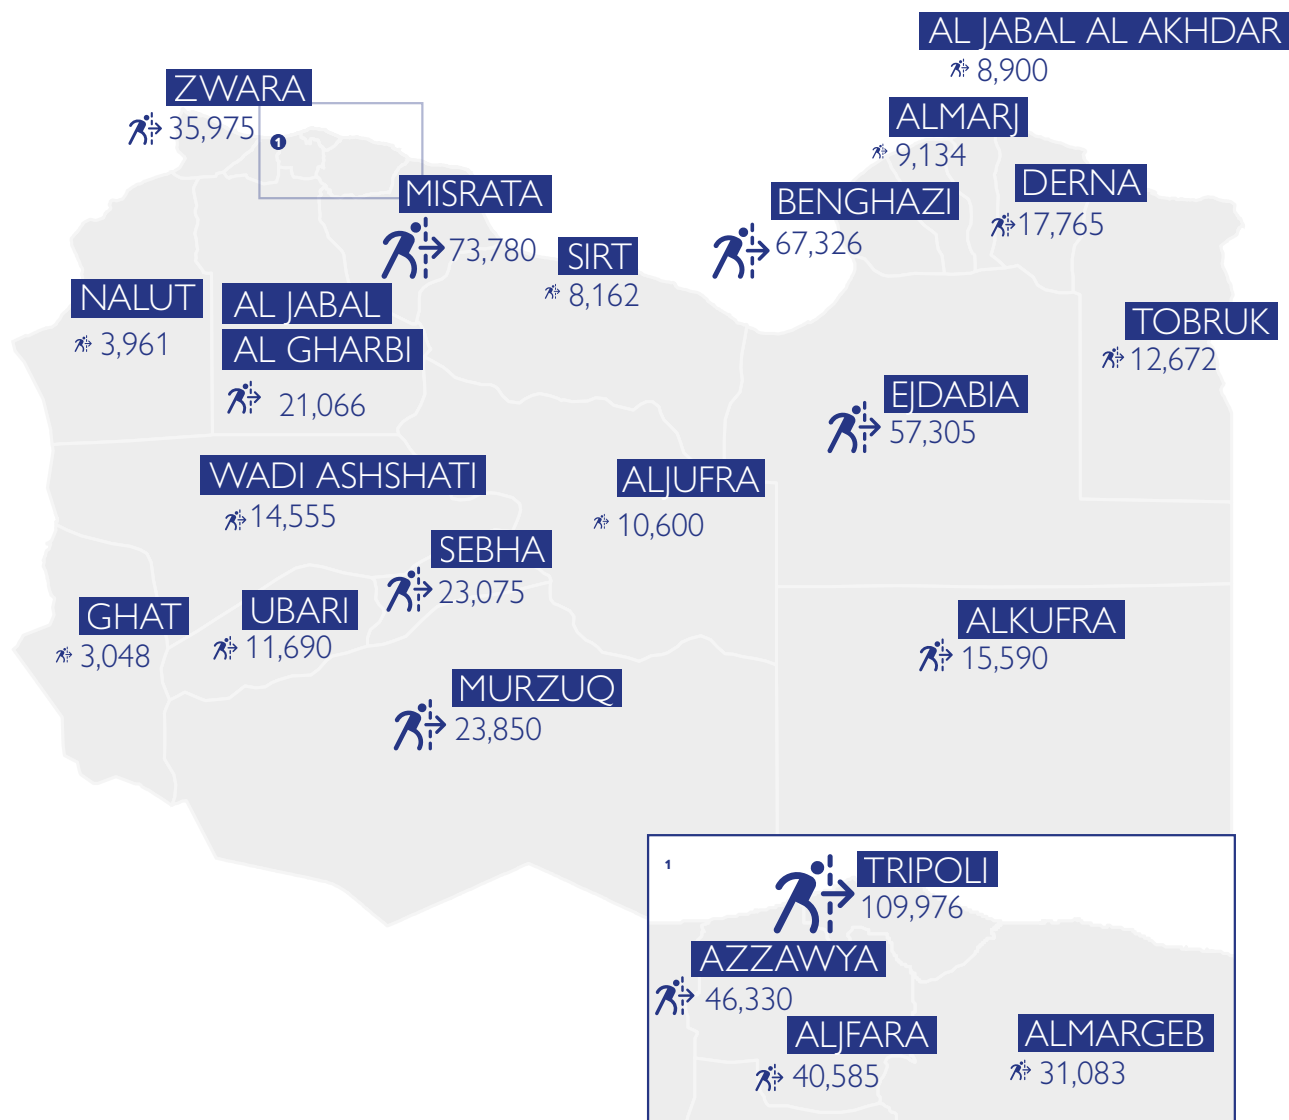 AL JABAL AL AKHDAR
8,900
ZWARA
35,975
1
ALMARJ
9,134
MISRATA
73,780
BENGHAZI
67,326
DERNA
17,765
SIRT
8,162
NALUT
3,961
AL JABAL
AL GHARBI
21,066
TOBRUK
12,672
EJDABIA
57,305
WADI ASHSHATI
14,555
ALJUFRA
10,600
SEBHA
23,075
GHAT
3,048
UBARI
11,690
ALKUFRA
15,590
MURZUQ
23,850
1
TRIPOLI
109,976
AZZAWYA
46,330
ALJFARA
40,585
ALMARGEB
31,083